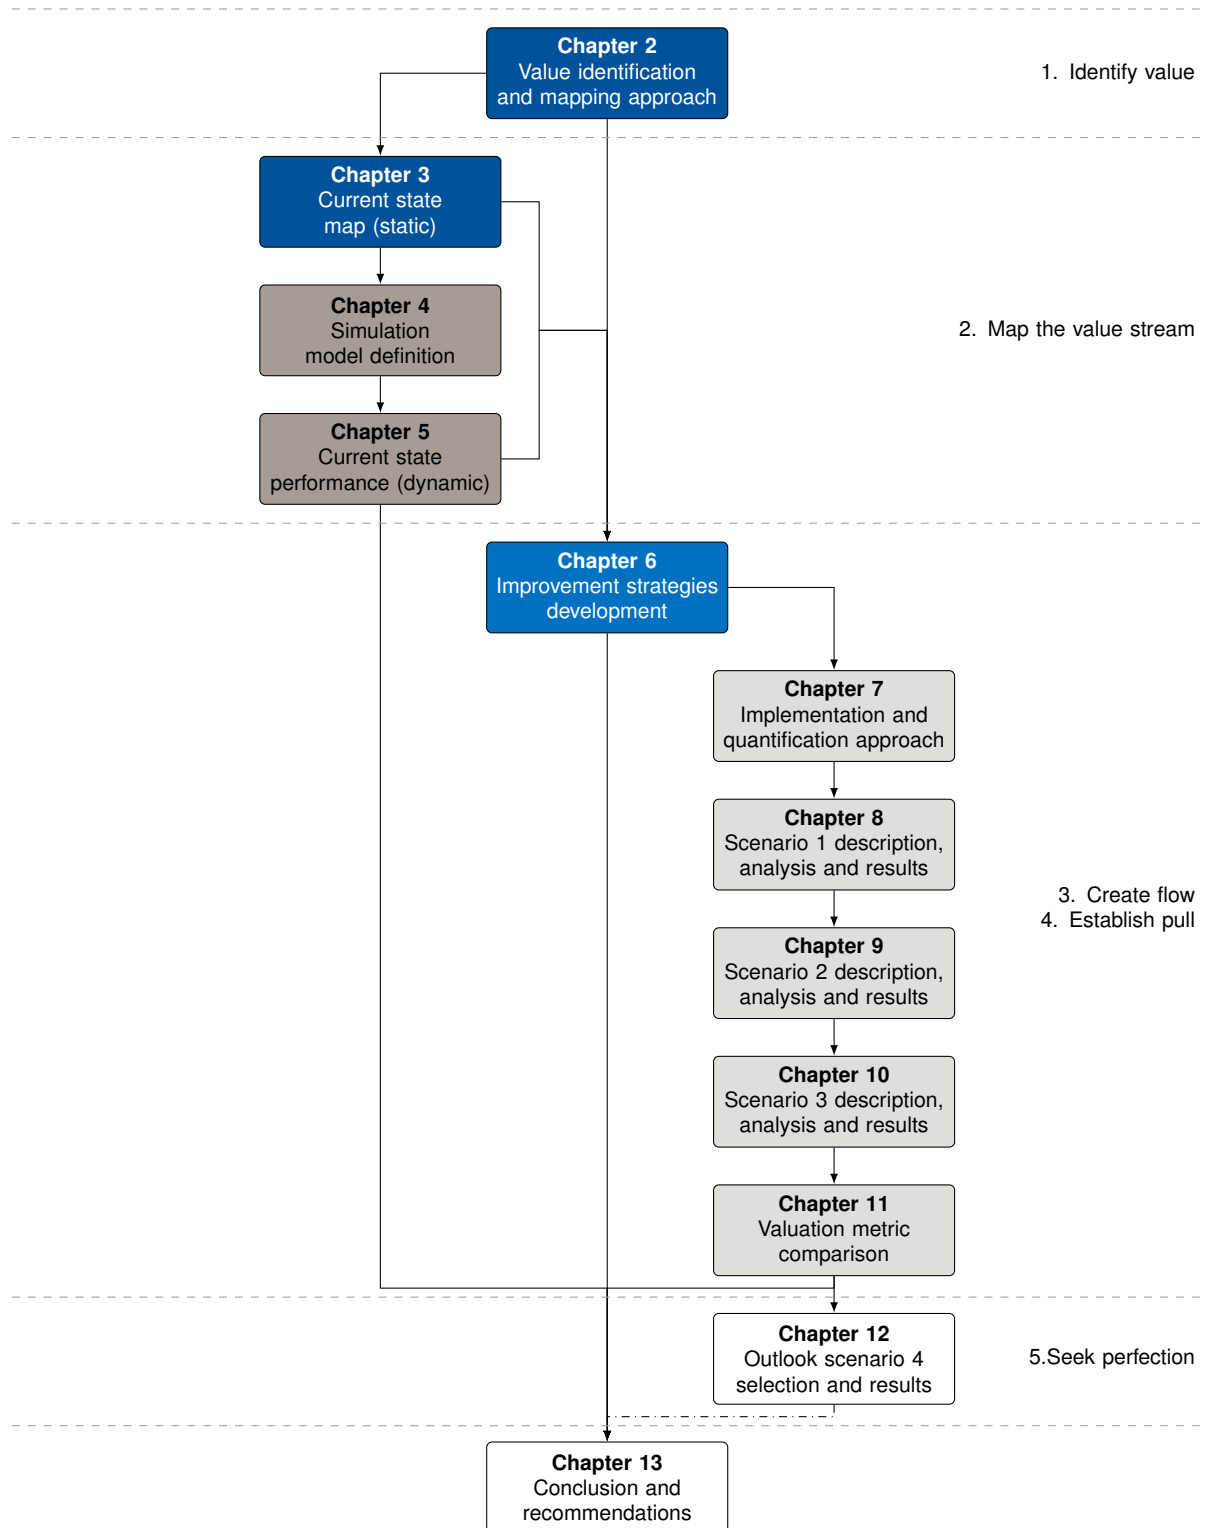 Chapter 2
Value identification
and mapping approach
1. Identify value
Chapter 3
Current state
map (static)
Chapter 4
Simulation
model definition
2. Map the value stream
Chapter 5
Current state
performance (dynamic)
Chapter 6
Improvement strategies
development
Chapter 7
Implementation and
quantification approach
Chapter 8
Scenario 1 description,
analysis and results
3. Create flow
4. Establish pull
Chapter 9
Scenario 2 description,
analysis and results
Chapter 10
Scenario 3 description,
analysis and results
Chapter 11
Valuation metric
comparison
Chapter 12
Outlook scenario 4
selection and results
5.Seek perfection
Chapter 13
Conclusion and
recommendations